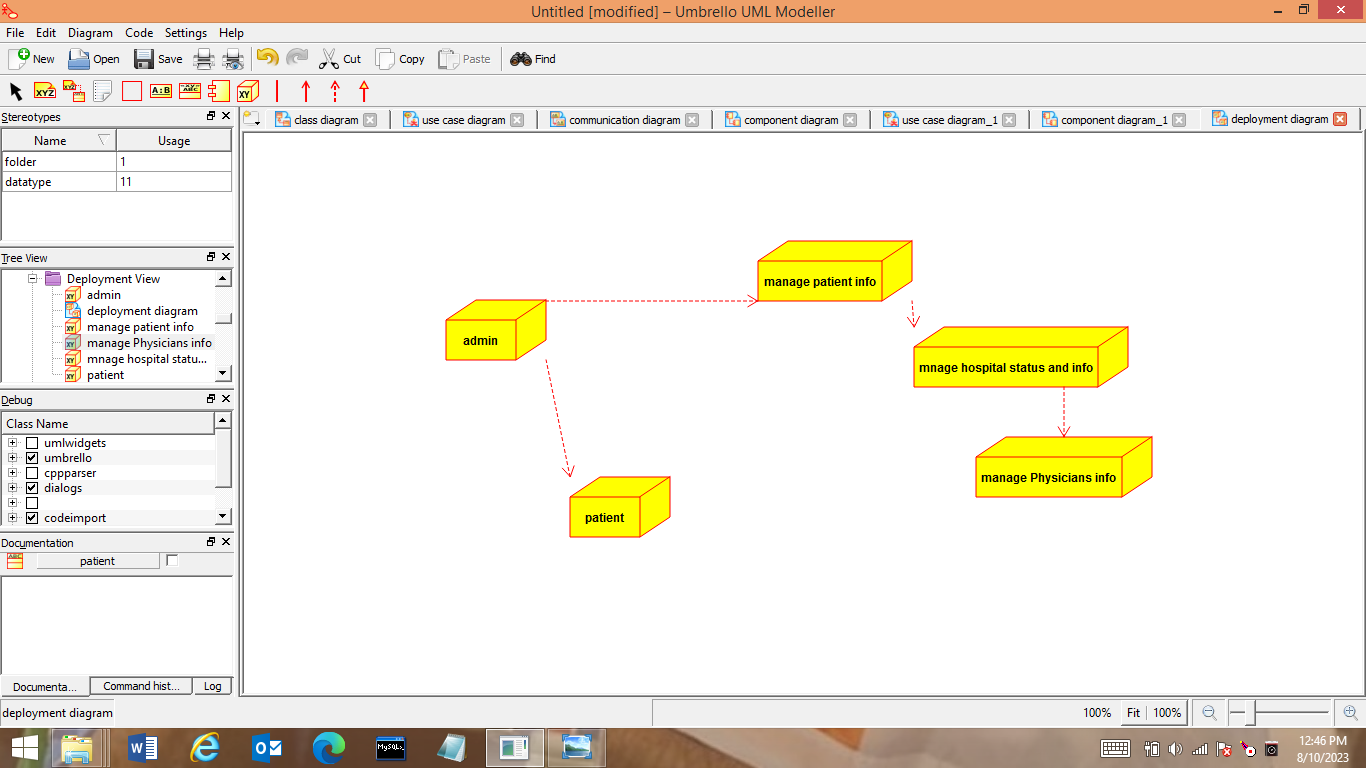 Untitled [modified] – Umbrello UML Modeller
File Edit Diagram Code Settings Help
New Open Save Cut Copy Paste Find
XYZ XYZ A:B ABC XY
Stereotypes
class diagram use case diagram communication diagram component diagram use case diagram_1 component diagram_1 deployment diagram
Name Usage
folder 1
datatype 11
Tree View
Deployment View
admin
deployment diagram
manage patient info
manage Physicians info
mnage hospital statu...
patient
Debug
Class Name
umlwidgets
umbrello
cppparser
dialogs
codeimport
Documentation
patient
Documenta... Command hist... Log
manage patient info
admin
mnage hospital status and info
manage Physicians info
patient
deployment diagram
100% Fit 100%
MySQL
12:46 PM
8/10/2023